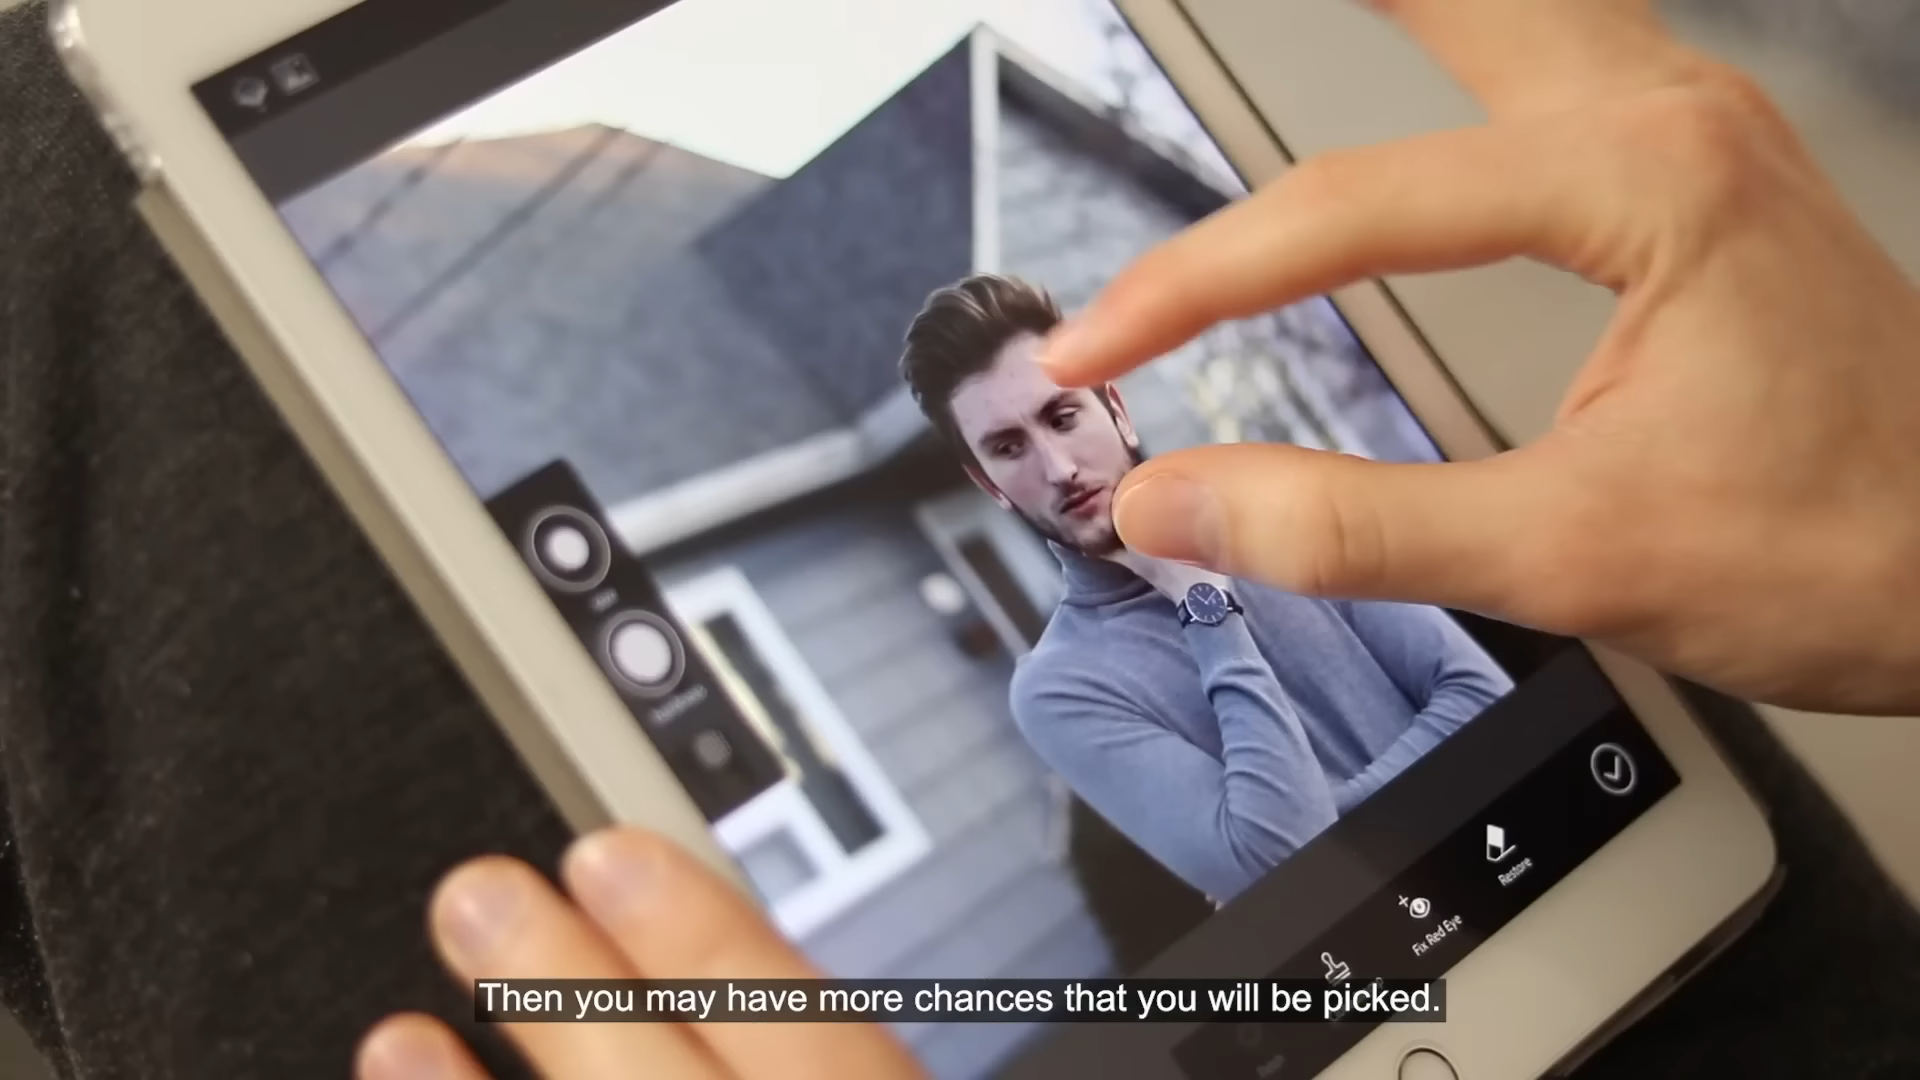 Restore
Fix Red Eye
Then you may have more chances that you will be picked.